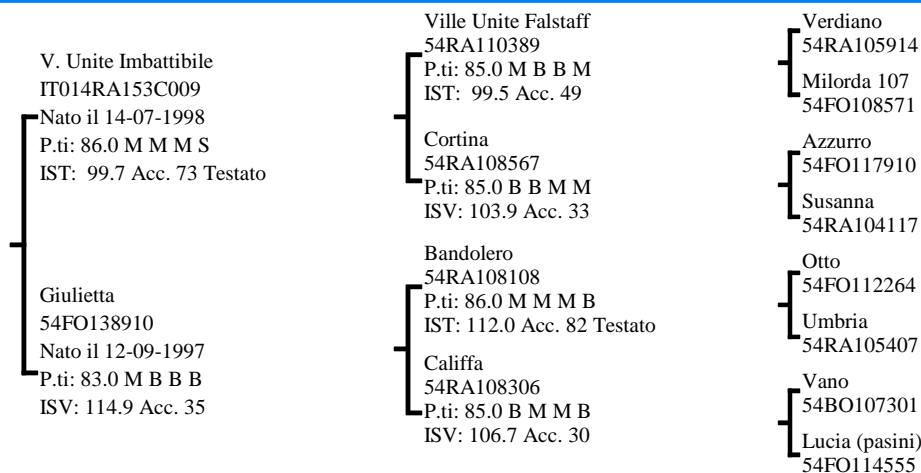 V. Unite Imbattibile
IT014RA153C009
Nato il 14-07-1998
P.ti: 86.0 M M M S
IST: 99.7 Acc. 73 Testato
Giulietta
54FO138910
Nato il 12-09-1997
P.ti: 83.0 M B B B
ISV: 114.9 Acc. 35
Ville Unite Falstaff
54RA110389
P.ti: 85.0 M B B M
IST: 99.5 Acc. 49
Cortina
54RA108567
P.ti: 85.0 B B M M
ISV: 103.9 Acc. 33
Bandolero
54RA108108
P.ti: 86.0 M M M B
IST: 112.0 Acc. 82 Testato
Califfa
54RA108306
P.ti: 85.0 B M M B
ISV: 106.7 Acc. 30
Verdiano
54RA105914
Milorda 107
54FO108571
Azzurro
54FO117910
Susanna
54RA104117
Otto
54FO112264
Umbria
54RA105407
Vano
54BO107301
Lucia (pasini)
54FO114555